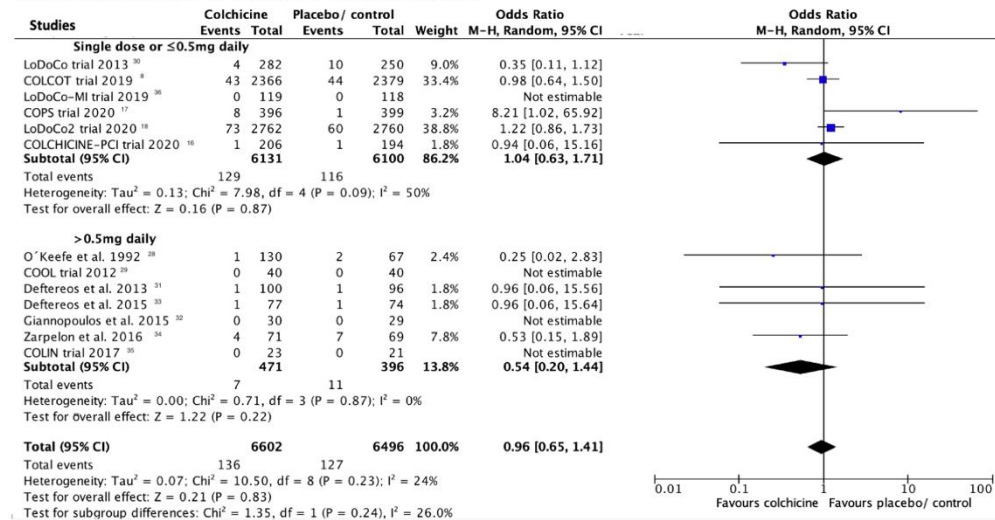 Colchicine Placebo/ control Odds Ratio Odds Ratio
Studies Events Total Events Total Weight M-H, Random, 95% CI M-H, Random, 95% CI
Single dose or ≤0.5mg daily
LoDoCo trial 2013 30 4 282 10 250 9.0% 0.35 [0.11, 1.12]
COLCOT trial 2019 8 43 2366 44 2379 33.4% 0.98 [0.64, 1.50]
LoDoCo-MI trial 2019 36 0 119 0 118 Not estimable
COPS trial 2020 17 8 396 1 399 3.2% 8.21 [1.02, 65.92]
LoDoCo2 trial 2020 18 73 2762 60 2760 38.8% 1.22 [0.86, 1.73]
COLCHICINE-PCI trial 2020 16 1 206 1 194 1.8% 0.94 [0.06, 15.16]
Subtotal (95% CI) 6131 6100 86.2% 1.04 [0.63, 1.71]
Total events 129 116
Heterogeneity: Tau² = 0.13; Chi² = 7.98, df = 4 (P = 0.09); I² = 50%
Test for overall effect: Z = 0.16 (P = 0.87)
>0.5mg daily
O´Keefe et al. 1992 28 1 130 2 67 2.4% 0.25 [0.02, 2.83]
COOL trial 2012 29 0 40 0 40 Not estimable
Deftereos et al. 2013 31 1 100 1 96 1.8% 0.96 [0.06, 15.56]
Deftereos et al. 2015 33 1 77 1 74 1.8% 0.96 [0.06, 15.64]
Giannopoulos et al. 2015 32 0 30 0 29 Not estimable
Zarpelon et al. 2016 34 4 71 7 69 7.8% 0.53 [0.15, 1.89]
COLIN trial 2017 35 0 23 0 21 Not estimable
Subtotal (95% CI) 471 396 13.8% 0.54 [0.20, 1.44]
Total events 7 11
Heterogeneity: Tau² = 0.00; Chi² = 0.71, df = 3 (P = 0.87); I² = 0%
Test for overall effect: Z = 1.22 (P = 0.22)
Total (95% CI) 6602 6496 100.0% 0.96 [0.65, 1.41]
Total events 136 127
Heterogeneity: Tau² = 0.07; Chi² = 10.50, df = 8 (P = 0.23); I² = 24%
Test for overall effect: Z = 0.21 (P = 0.83)
Test for subgroup differences: Chi² = 1.35, df = 1 (P = 0.24), I² = 26.0%
0.01 0.1 1 10 100
Favours colchicine Favours placebo/ control